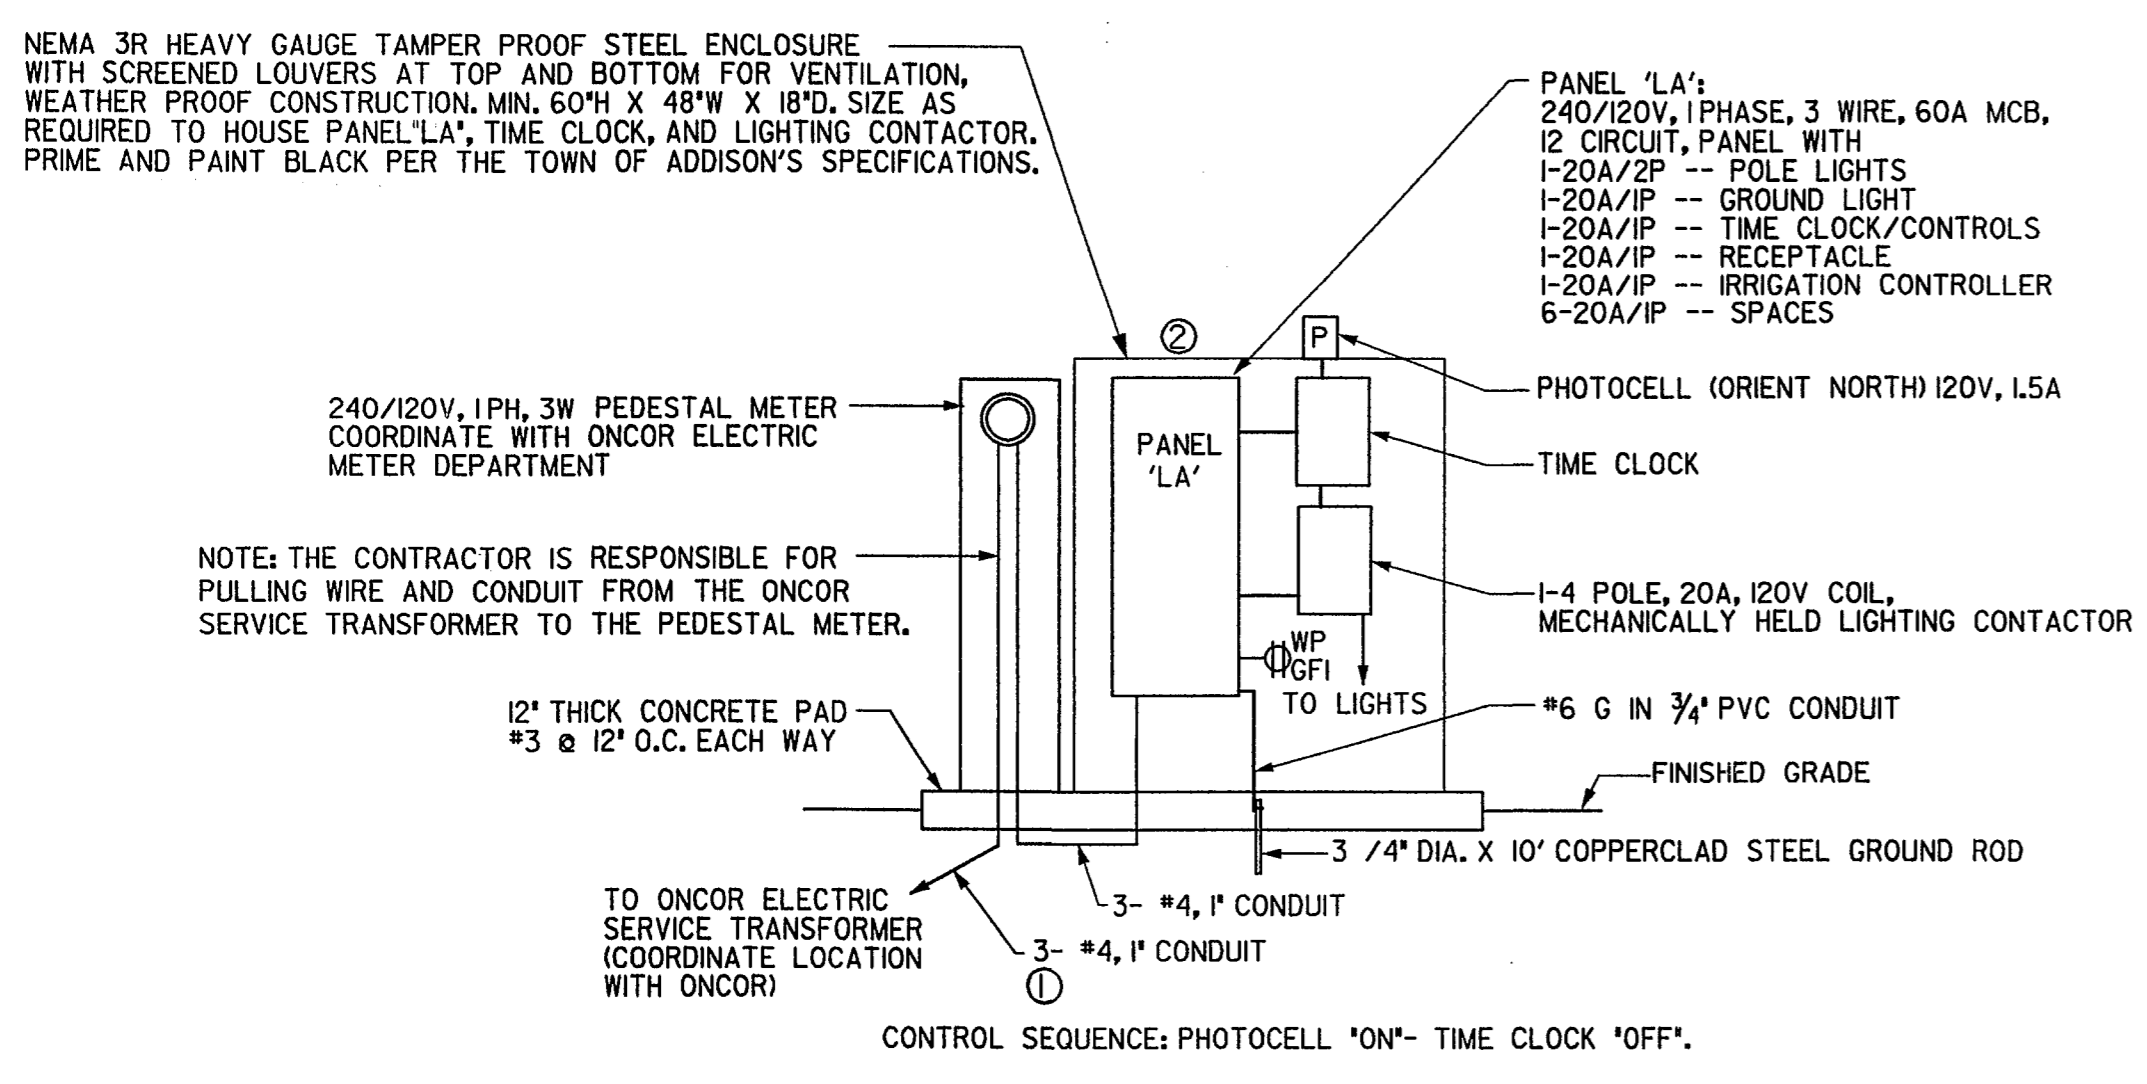 NEMA 3R HEAVY GAUGE TAMPER PROOF STEEL ENCLOSURE
WITH SCREENED LOUVERS AT TOP AND BOTTOM FOR VENTILATION,
WEATHER PROOF CONSTRUCTION. MIN. 60"H X 48"W X 18"D. SIZE AS
REQUIRED TO HOUSE PANEL"LA", TIME CLOCK, AND LIGHTING CONTACTOR.
PRIME AND PAINT BLACK PER THE TOWN OF ADDISON'S SPECIFICATIONS.
PANEL 'LA':
240/120V, 1 PHASE, 3 WIRE, 60A MCB,
12 CIRCUIT, PANEL WITH
1-20A/2P -- POLE LIGHTS
1-20A/1P -- GROUND LIGHT
1-20A/1P -- TIME CLOCK/CONTROLS
1-20A/1P -- RECEPTACLE
1-20A/1P -- IRRIGATION CONTROLLER
6-20A/1P -- SPACES
2
P
PHOTOCELL (ORIENT NORTH) 120V, 1.5A
240/120V, 1 PH, 3W PEDESTAL METER
COORDINATE WITH ONCOR ELECTRIC
METER DEPARTMENT
PANEL
'LA'
TIME CLOCK
NOTE: THE CONTRACTOR IS RESPONSIBLE FOR
PULLING WIRE AND CONDUIT FROM THE ONCOR
SERVICE TRANSFORMER TO THE PEDESTAL METER.
1-4 POLE, 20A, 120V COIL,
MECHANICALLY HELD LIGHTING CONTACTOR
WP
GFI
TO LIGHTS
#6 G IN 3/4" PVC CONDUIT
12" THICK CONCRETE PAD
#3 @ 12" O.C. EACH WAY
FINISHED GRADE
3 /4" DIA. X 10' COPPERCLAD STEEL GROUND ROD
TO ONCOR ELECTRIC
SERVICE TRANSFORMER
(COORDINATE LOCATION
WITH ONCOR)
3- #4, 1" CONDUIT
3- #4, 1" CONDUIT
1
CONTROL SEQUENCE: PHOTOCELL "ON"- TIME CLOCK "OFF".